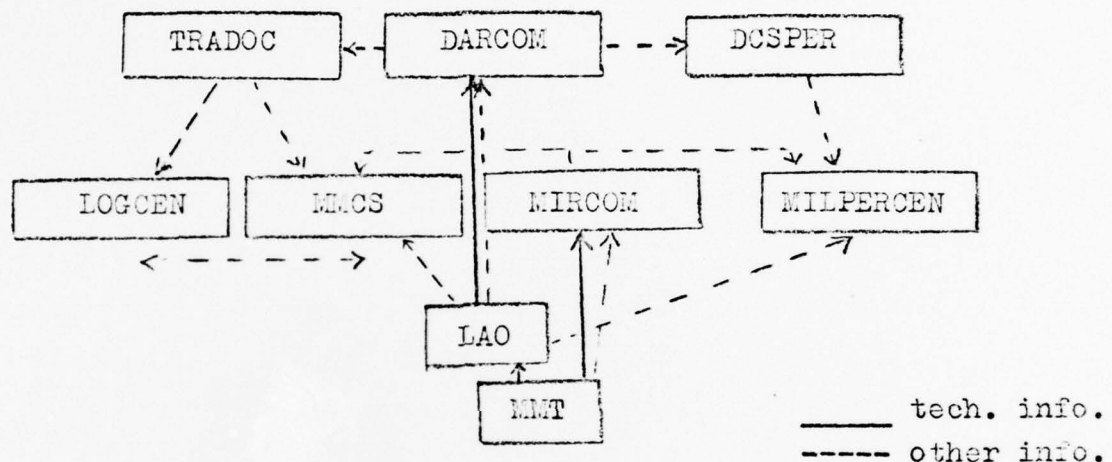 TRADOC DARCOM DCSPER
LOGCEN MMCS MIRCOM MILPERCEN
LAO
MMT
tech. info.
other info.